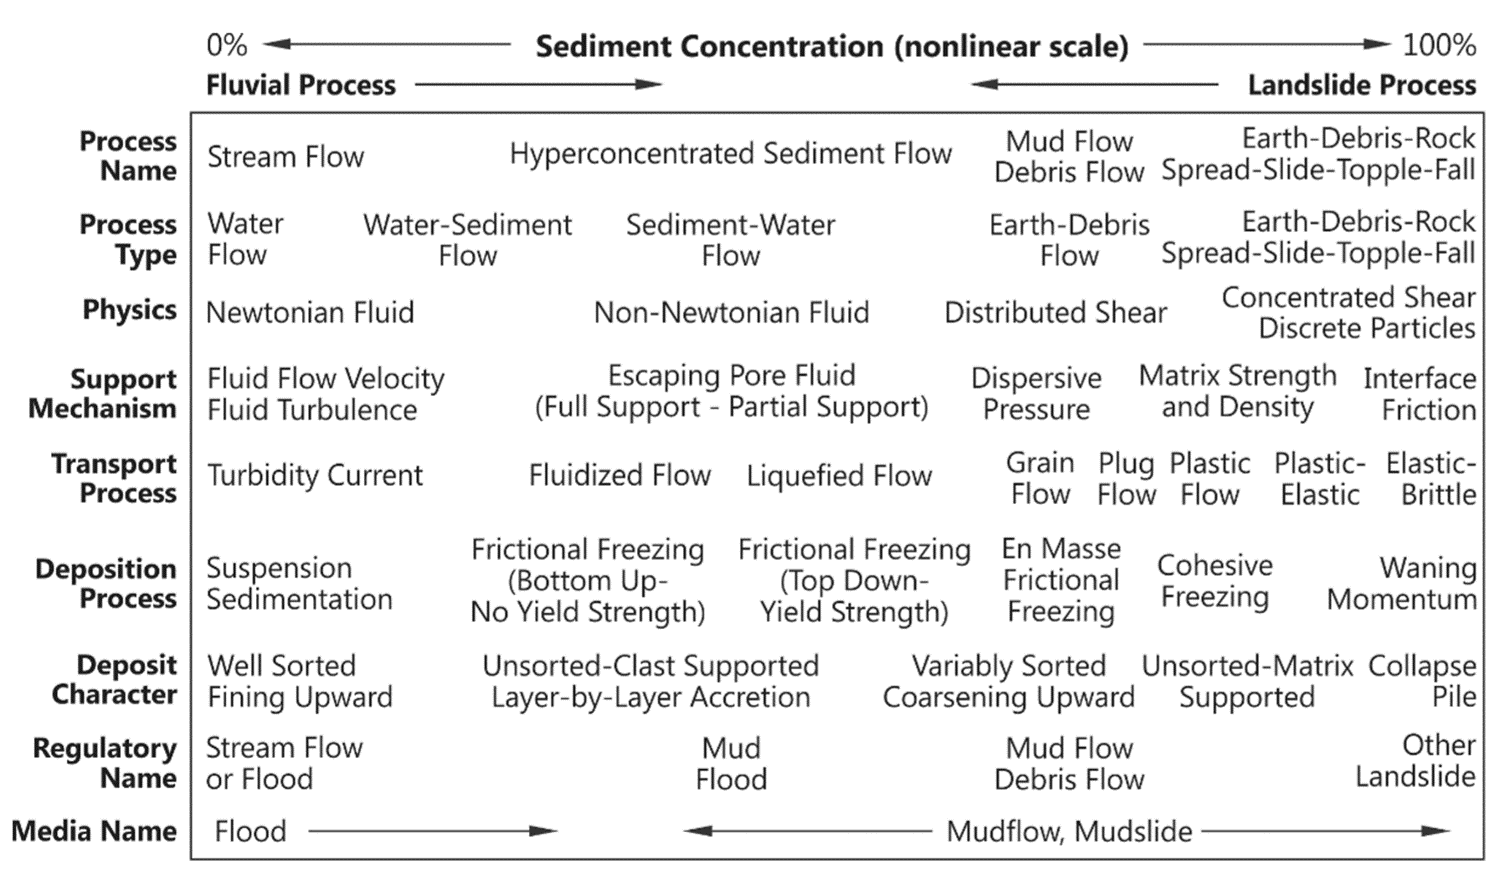 0% Sediment Concentration (nonlinear scale) 100%
Fluvial Process Landslide Process
Process Name
Stream Flow
Hyperconcentrated Sediment Flow
Mud Flow
Debris Flow
Earth-Debris-Rock
Spread-Slide-Topple-Fall
Process Type
Water
Flow
Water-Sediment
Flow
Sediment-Water
Flow
Earth-Debris
Flow
Earth-Debris-Rock
Spread-Slide-Topple-Fall
Physics
Newtonian Fluid
Non-Newtonian Fluid
Distributed Shear
Concentrated Shear
Discrete Particles
Support
Mechanism
Fluid Flow Velocity
Fluid Turbulence
Escaping Pore Fluid
(Full Support - Partial Support)
Dispersive
Pressure
Matrix Strength
and Density
Interface
Friction
Transport
Process
Turbidity Current
Fluidized Flow
Liquefied Flow
Grain
Flow
Plug
Flow
Plastic
Flow
Plastic-
Elastic
Elastic-
Brittle
Deposition
Process
Suspension
Sedimentation
Frictional Freezing
(Bottom Up-
No Yield Strength)
Frictional Freezing
(Top Down-
Yield Strength)
En Masse
Frictional
Freezing
Cohesive
Freezing
Waning
Momentum
Deposit
Character
Well Sorted
Fining Upward
Unsorted-Clast Supported
Layer-by-Layer Accretion
Variably Sorted
Coarsening Upward
Unsorted-Matrix
Supported
Collapse
Pile
Regulatory
Name
Stream Flow
or Flood
Mud
Flood
Mud Flow
Debris Flow
Other
Landslide
Media Name
Flood
Mudflow, Mudslide